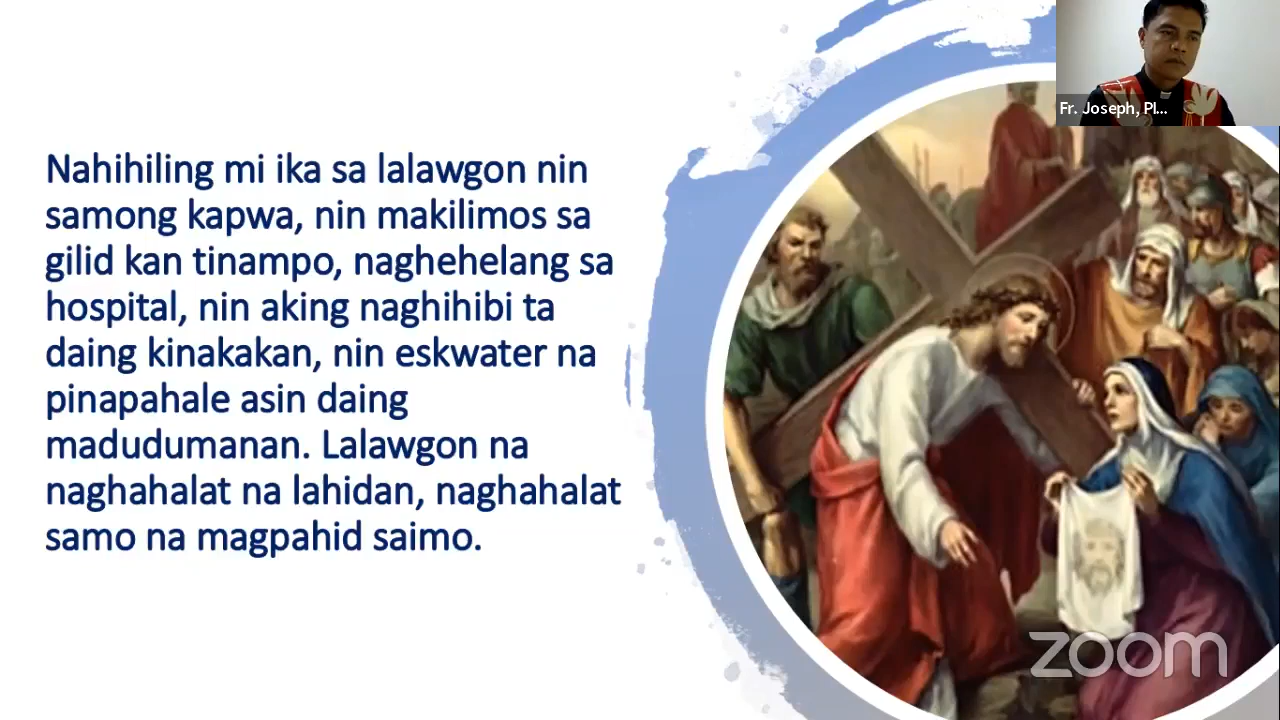 Fr. Joseph, Pl...
Nahihiling mi ika sa lalawgon nin
samong kapwa, nin makilimos sa
gilid kan tinampo, naghehelang sa
hospital, nin aking naghihibi ta
daing kinakakan, nin eskwater na
pinapahale asin daing
madudumanan. Lalawgon na
naghahalat na lahidan, naghahalat
samo na magpahid saimo.
zoom